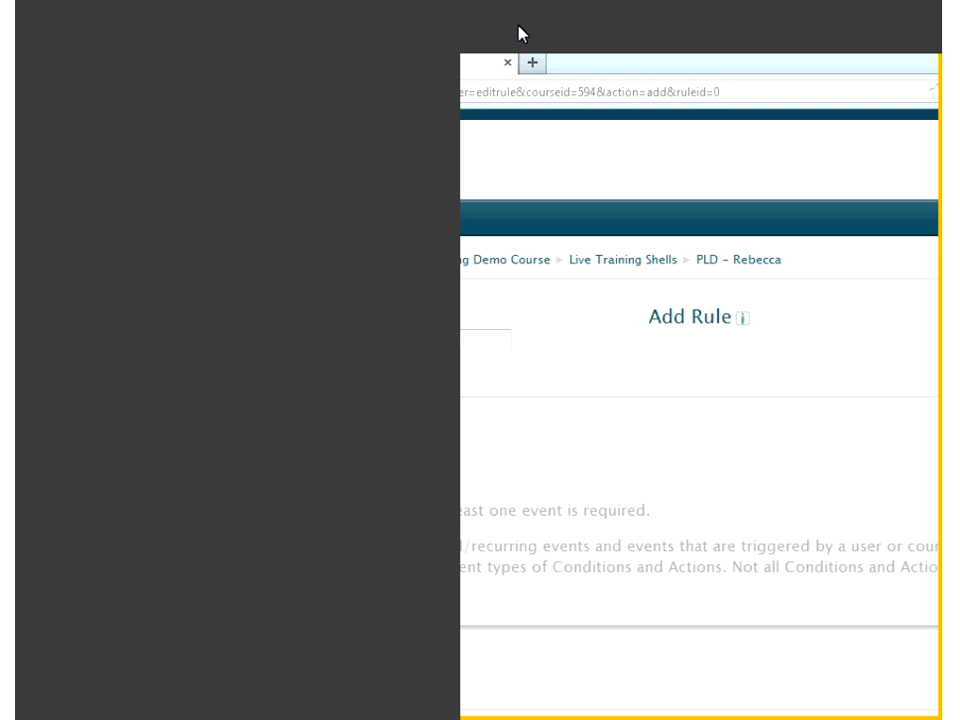 er=editrule&courseid=594&action=add&ruleid=0
g Demo Course ► Live Training Shells ► PLD – Rebecca
Add Rule
east one event is required.
/recurring events and events that are triggered by a user or cour
ent types of Conditions and Actions. Not all Conditions and Actio